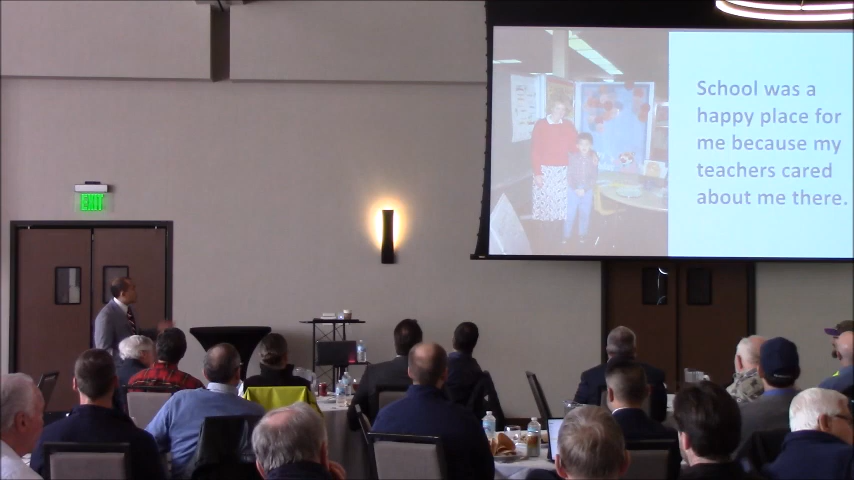 School was a
happy place for
me because my
teachers cared
about me there.
EXIT